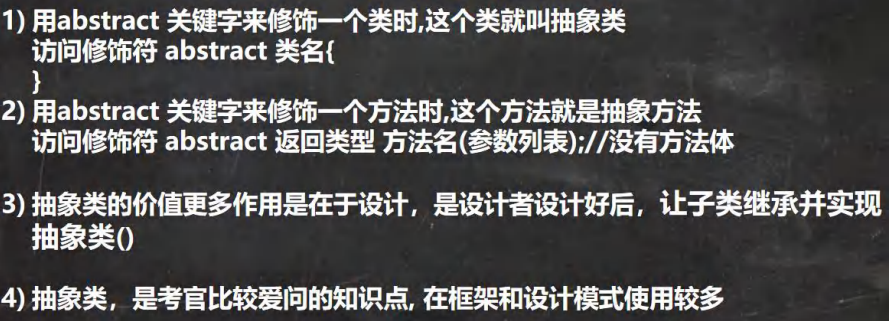 1) 用abstract 关键字来修饰一个类时,这个类就叫抽象类
访问修饰符 abstract 类名{
}
2) 用abstract 关键字来修饰一个方法时,这个方法就是抽象方法
访问修饰符 abstract 返回类型 方法名(参数列表);//没有方法体
3) 抽象类的价值更多作用是在于设计，是设计者设计好后，让子类继承并实现
抽象类()
4) 抽象类，是考官比较爱问的知识点, 在框架和设计模式使用较多